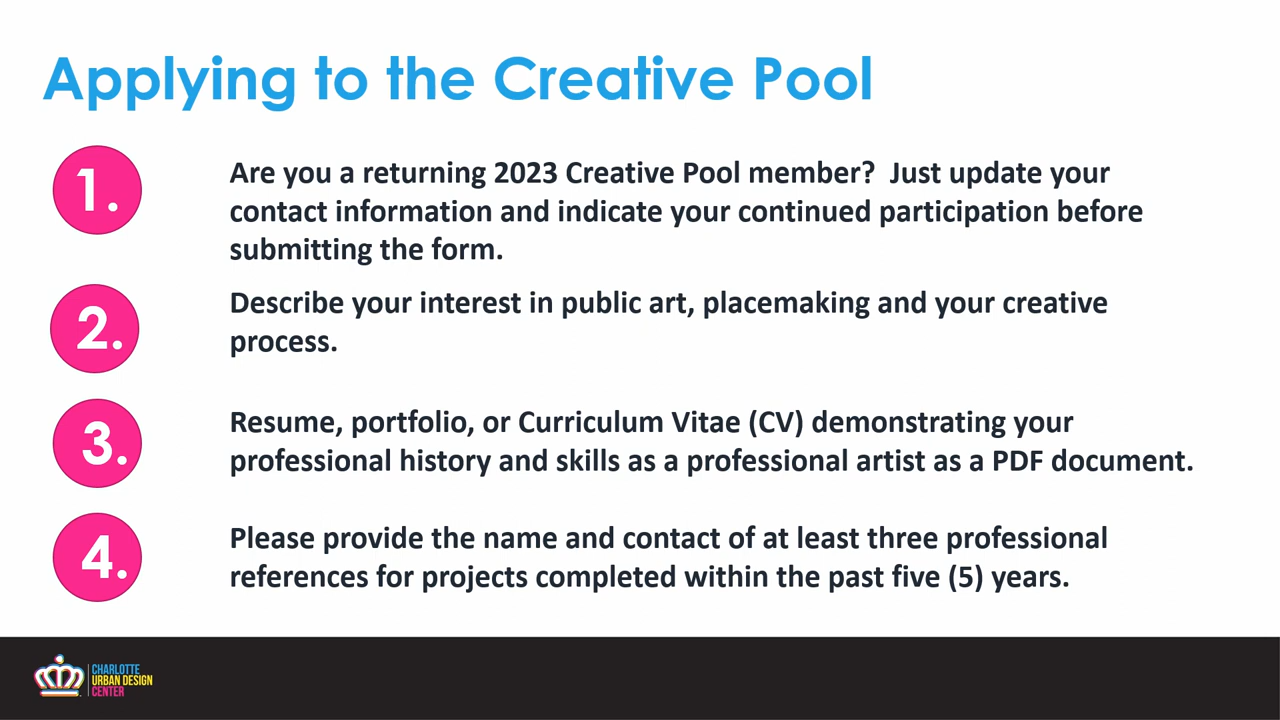 Applying to the Creative Pool
1.
Are you a returning 2023 Creative Pool member?  Just update your
contact information and indicate your continued participation before
submitting the form.
2.
Describe your interest in public art, placemaking and your creative
process.
3.
Resume, portfolio, or Curriculum Vitae (CV) demonstrating your
professional history and skills as a professional artist as a PDF document.
4.
Please provide the name and contact of at least three professional
references for projects completed within the past five (5) years.
CHARLOTTE
URBAN DESIGN
CENTER